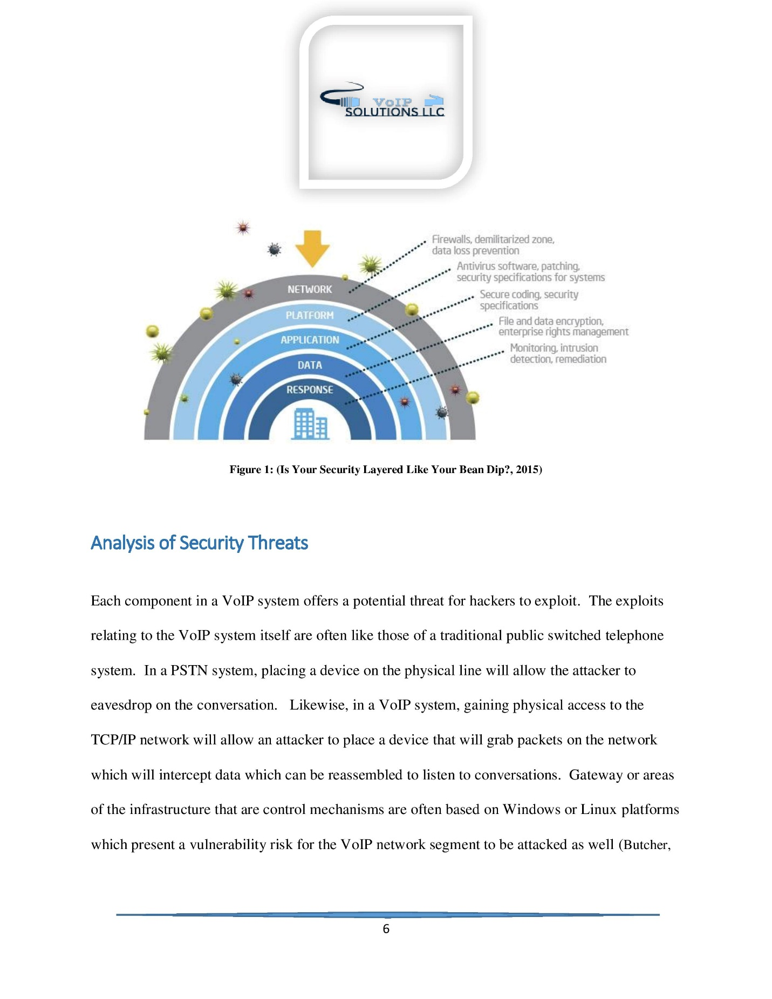 VoIP
SOLUTIONS LLC
Firewalls, demilitarized zone,
data loss prevention
Antivirus software, patching,
security specifications for systems
Secure coding, security
specifications
File and data encryption,
enterprise rights management
Monitoring, intrusion
detection, remediation
NETWORK
PLATFORM
APPLICATION
DATA
RESPONSE
Figure 1: (Is Your Security Layered Like Your Bean Dip?, 2015)
Analysis of Security Threats
Each component in a VoIP system offers a potential threat for hackers to exploit.  The exploits
relating to the VoIP system itself are often like those of a traditional public switched telephone
system.  In a PSTN system, placing a device on the physical line will allow the attacker to
eavesdrop on the conversation.   Likewise, in a VoIP system, gaining physical access to the
TCP/IP network will allow an attacker to place a device that will grab packets on the network
which will intercept data which can be reassembled to listen to conversations.  Gateway or areas
of the infrastructure that are control mechanisms are often based on Windows or Linux platforms
which present a vulnerability risk for the VoIP network segment to be attacked as well (Butcher,
6